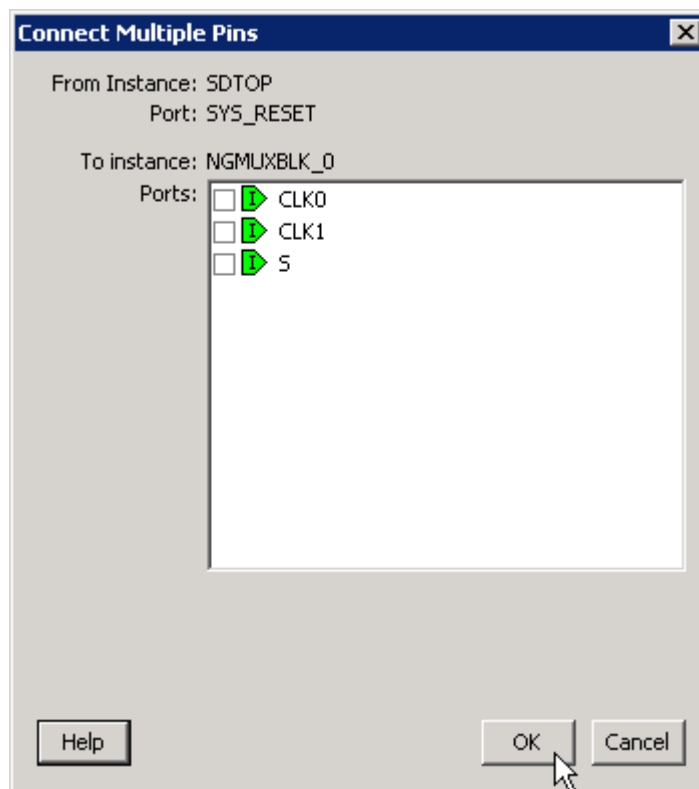 Connect Multiple Pins
From Instance: SDTOP
Port: SYS_RESET
To instance: NGMUXBLK_0
Ports:
I CLK0
I CLK1
I S
Help
OK
Cancel